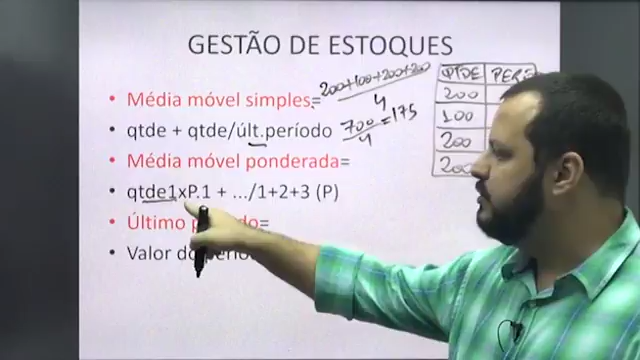 GESTÃO DE ESTOQUES
• Média móvel simples=
200+100+200+200
4
• qtde + qtde/últ.período
700
4
=175
• Média móvel ponderada=
• qtde1xP.1 + .../1+2+3 (P)
• Último
• Valor do
QTDE
200
100
200
200